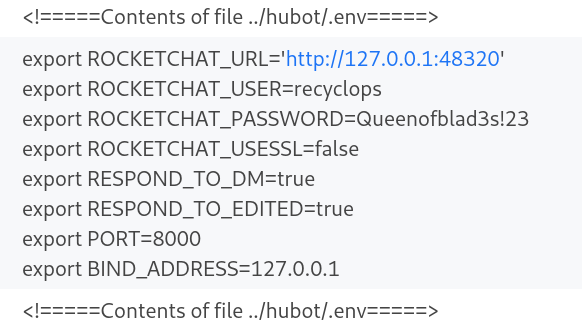 <!=====Contents of file ../hubot/.env=====>
export ROCKETCHAT_URL='http://127.0.0.1:48320'
export ROCKETCHAT_USER=recyclops
export ROCKETCHAT_PASSWORD=Queenofblad3s!23
export ROCKETCHAT_USESSL=false
export RESPOND_TO_DM=true
export RESPOND_TO_EDITED=true
export PORT=8000
export BIND_ADDRESS=127.0.0.1
<!=====Contents of file ../hubot/.env=====>